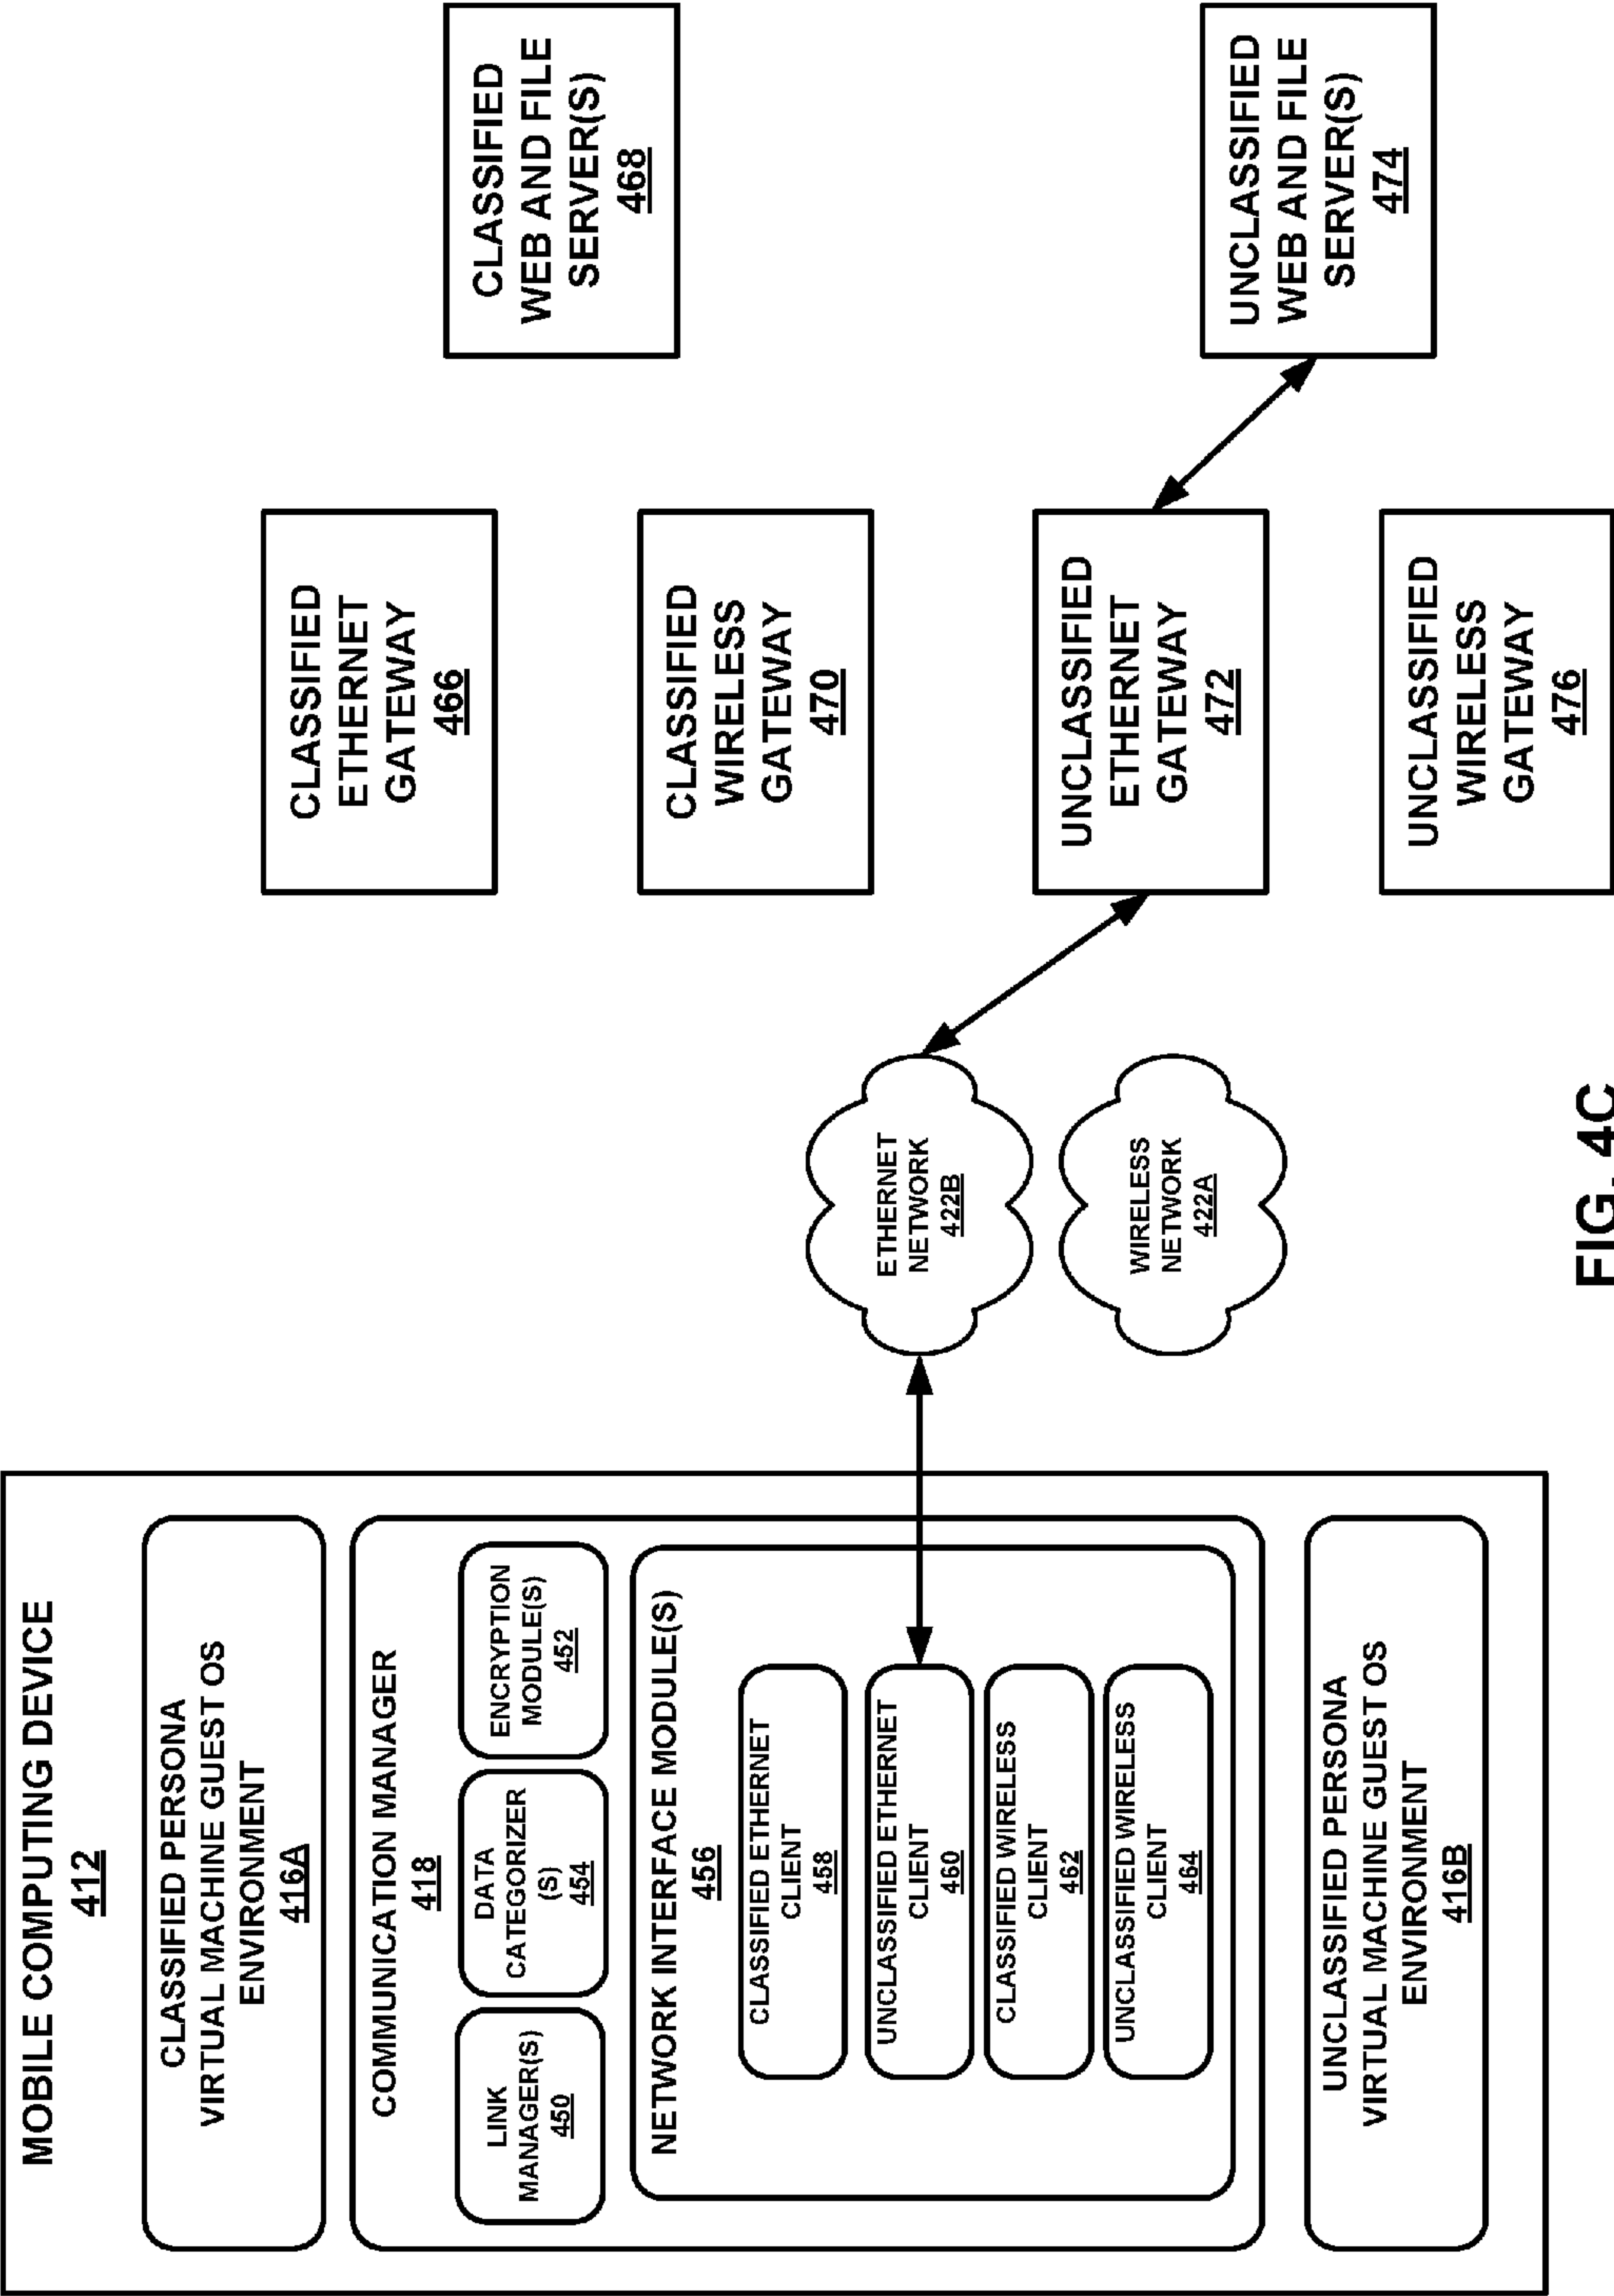 MOBILE COMPUTING DEVICE
412
CLASSIFIED PERSONA
VIRTUAL MACHINE GUEST OS
ENVIRONMENT
416A
COMMUNICATION MANAGER
418
LINK
MANAGER(S)
450
DATA
CATEGORIZER
(S)
454
ENCRYPTION
MODULE(S)
452
NETWORK INTERFACE MODULE(S)
456
CLASSIFIED ETHERNET
CLIENT
458
UNCLASSIFIED ETHERNET
CLIENT
460
CLASSIFIED WIRELESS
CLIENT
462
UNCLASSIFIED WIRELESS
CLIENT
464
UNCLASSIFIED PERSONA
VIRTUAL MACHINE GUEST OS
ENVIRONMENT
416B
ETHERNET
NETWORK
422B
WIRELESS
NETWORK
422A
CLASSIFIED
ETHERNET
GATEWAY
466
CLASSIFIED
WIRELESS
GATEWAY
470
UNCLASSIFIED
ETHERNET
GATEWAY
472
UNCLASSIFIED
WIRELESS
GATEWAY
476
CLASSIFIED
WEB AND FILE
SERVER(S)
468
UNCLASSIFIED
WEB AND FILE
SERVER(S)
474
FIG. 4C